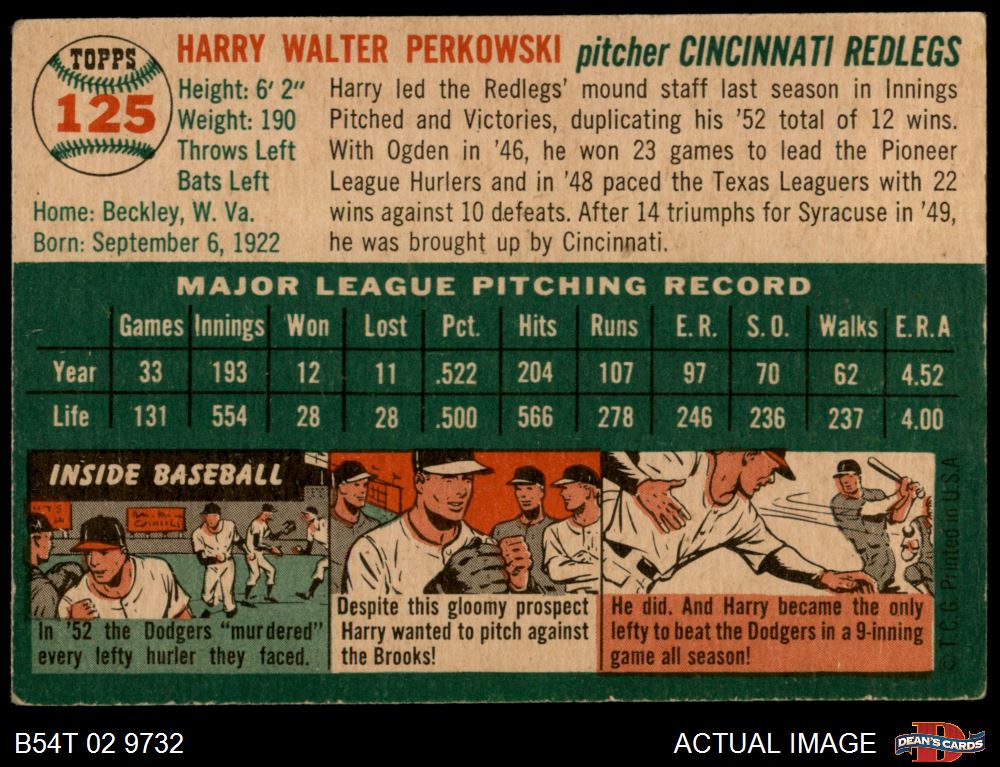 TOPPS
125
HARRY WALTER PERKOWSKI pitcher CINCINNATI REDLEGS
Height: 6' 2"
Weight: 190
Throws Left
Bats Left
Home: Beckley, W. Va.
Born: September 6, 1922
Harry led the Redlegs' mound staff last season in Innings
Pitched and Victories, duplicating his '52 total of 12 wins.
With Ogden in '46, he won 23 games to lead the Pioneer
League Hurlers and in '48 paced the Texas Leaguers with 22
wins against 10 defeats. After 14 triumphs for Syracuse in '49,
he was brought up by Cincinnati.
MAJOR LEAGUE PITCHING RECORD
Games Innings Won Lost Pct. Hits Runs E.R. S.O. Walks E.R.A
Year 33 193 12 11 .522 204 107 97 70 62 4.52
Life 131 554 28 28 .500 566 278 246 236 237 4.00
INSIDE BASEBALL
In '52 the Dodgers "murdered"
every lefty hurler they faced.
Despite this gloomy prospect
Harry wanted to pitch against
the Brooks!
He did. And Harry became the only
lefty to beat the Dodgers in a 9-inning
game all season!
© T.C.G. Printed in U.S.A
B54T 02 9732
ACTUAL IMAGE
DEAN'S CARDS